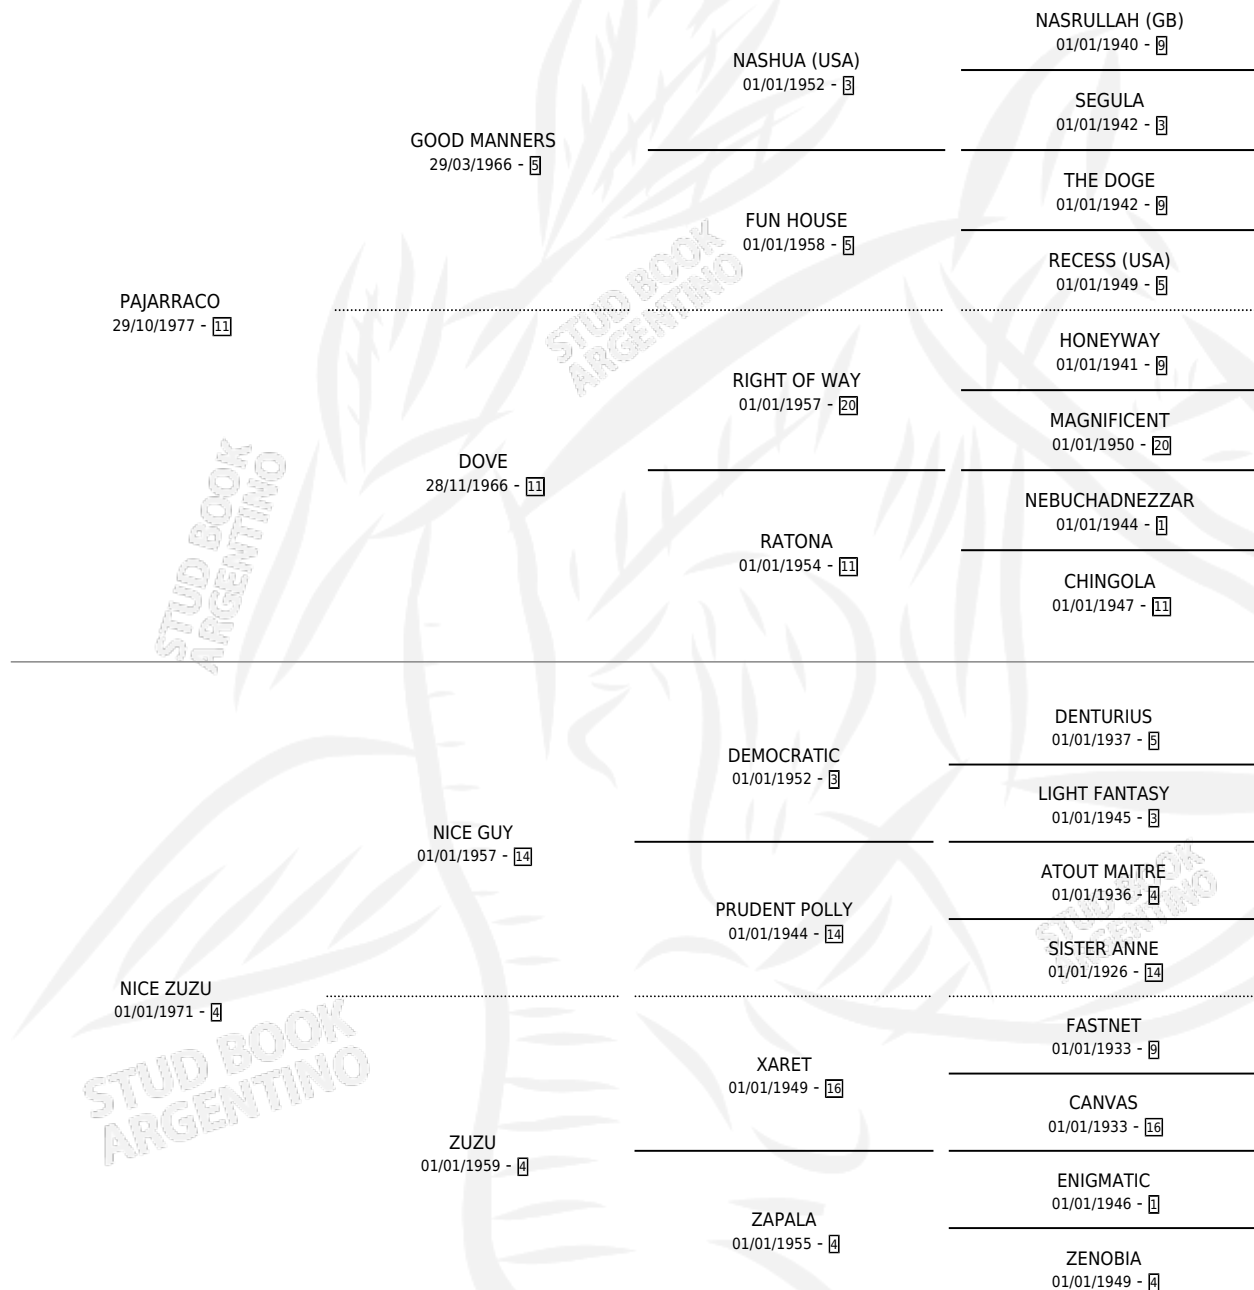 NASRULLAH (GB)
01/01/1940 - 9
NASHUA (USA)
01/01/1952 - 3
SEGULA
01/01/1942 - 3
GOOD MANNERS
29/03/1966 - 5
THE DOGE
01/01/1942 - 9
FUN HOUSE
01/01/1958 - 5
RECESS (USA)
01/01/1949 - 5
PAJARRACO
29/10/1977 - 11
HONEYWAY
01/01/1941 - 9
RIGHT OF WAY
01/01/1957 - 20
MAGNIFICENT
01/01/1950 - 20
DOVE
28/11/1966 - 11
NEBUCHADNEZZAR
01/01/1944 - 1
RATONA
01/01/1954 - 11
CHINGOLA
01/01/1947 - 11
STUD BOOK
ARGENTINO
STUD BOOK
ARGENTINO
DENTURIUS
01/01/1937 - 5
DEMOCRATIC
01/01/1952 - 3
LIGHT FANTASY
01/01/1945 - 3
NICE GUY
01/01/1957 - 14
ATOUT MAITRE
01/01/1936 - 4
PRUDENT POLLY
01/01/1944 - 14
SISTER ANNE
01/01/1926 - 14
STUD BOOK
ARGENTINO
NICE ZUZU
01/01/1971 - 4
FASTNET
01/01/1933 - 9
XARET
01/01/1949 - 16
CANVAS
01/01/1933 - 16
STUD BOOK
ARGENTINO
ZUZU
01/01/1959 - 4
ENIGMATIC
01/01/1946 - 1
ZAPALA
01/01/1955 - 4
ZENOBIA
01/01/1949 - 4